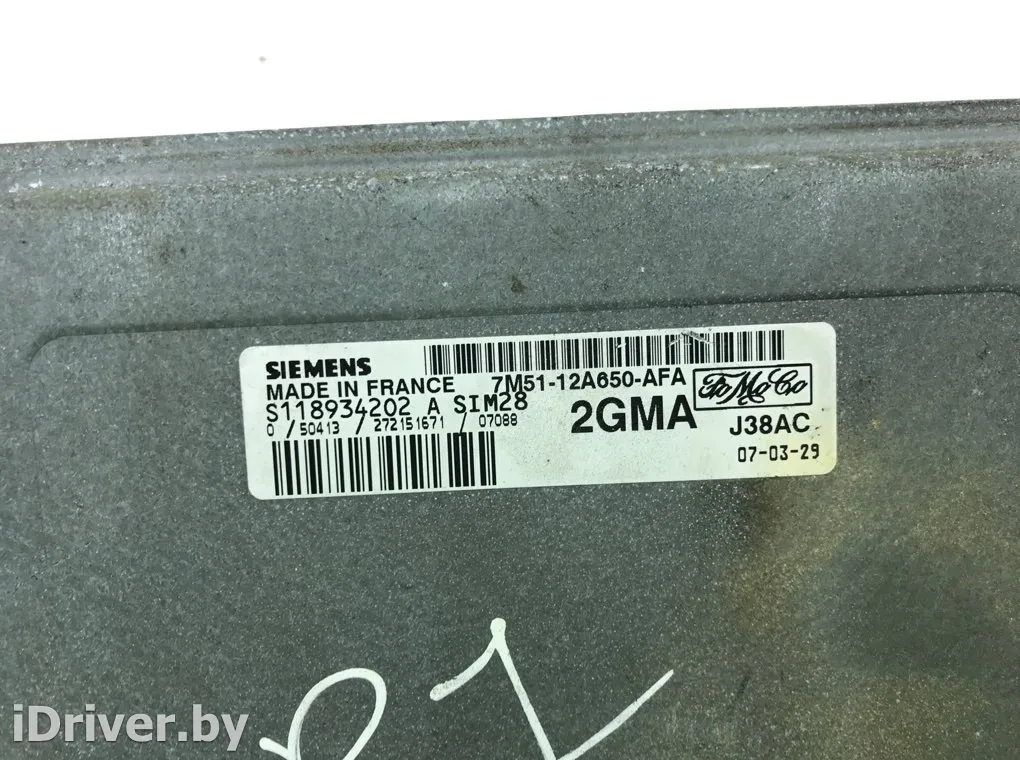 SIEMENS
MADE IN FRANCE 7M51-12A650-AFA FoMoCo
S118934202 A SIM28 2GMA J38AC
0 / 50413 / 272151671 / 07088
07-03-29
iDriver.by